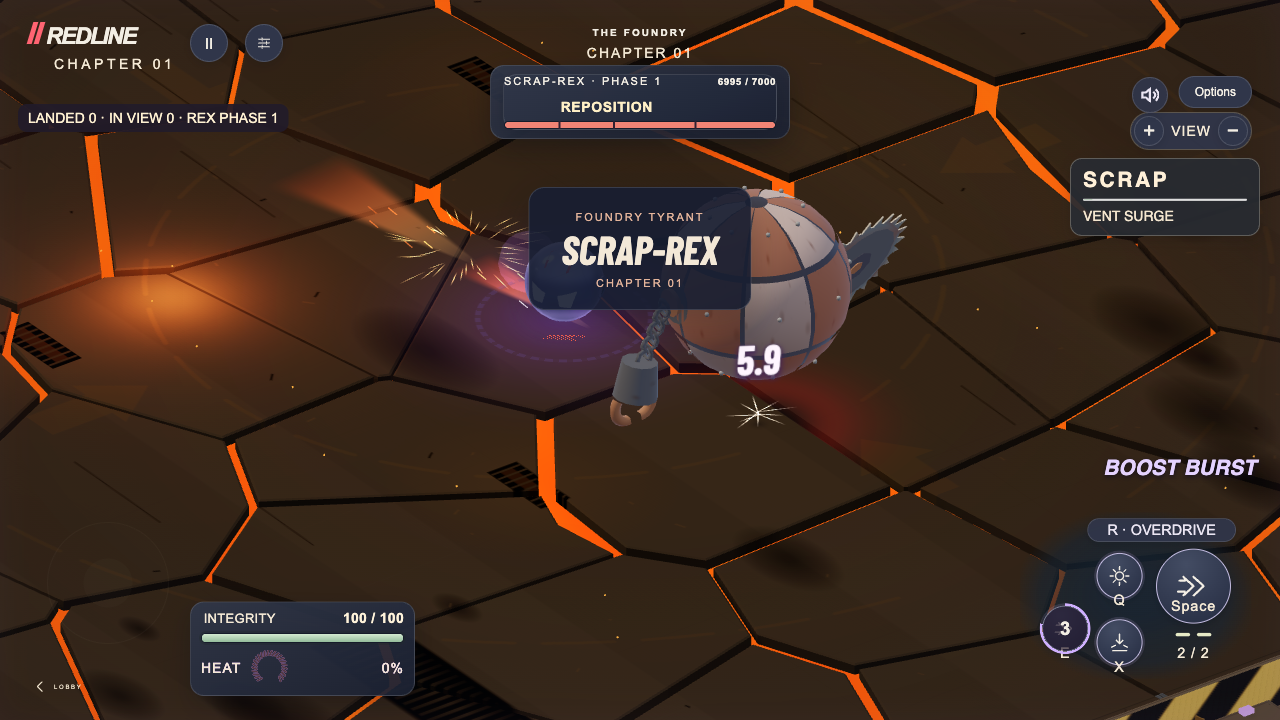 REDLINE
CHAPTER 01
THE FOUNDRY
CHAPTER 01
SCRAP-REX · PHASE 1 6995 / 7000
REPOSITION
LANDED 0 · IN VIEW 0 · REX PHASE 1
Options
+ VIEW −
SCRAP
VENT SURGE
FOUNDRY TYRANT
SCRAP-REX
CHAPTER 01
5.9
BOOST BURST
R · OVERDRIVE
Q
Space
3
E
X
2 / 2
INTEGRITY 100 / 100
HEAT 0%
LOBBY